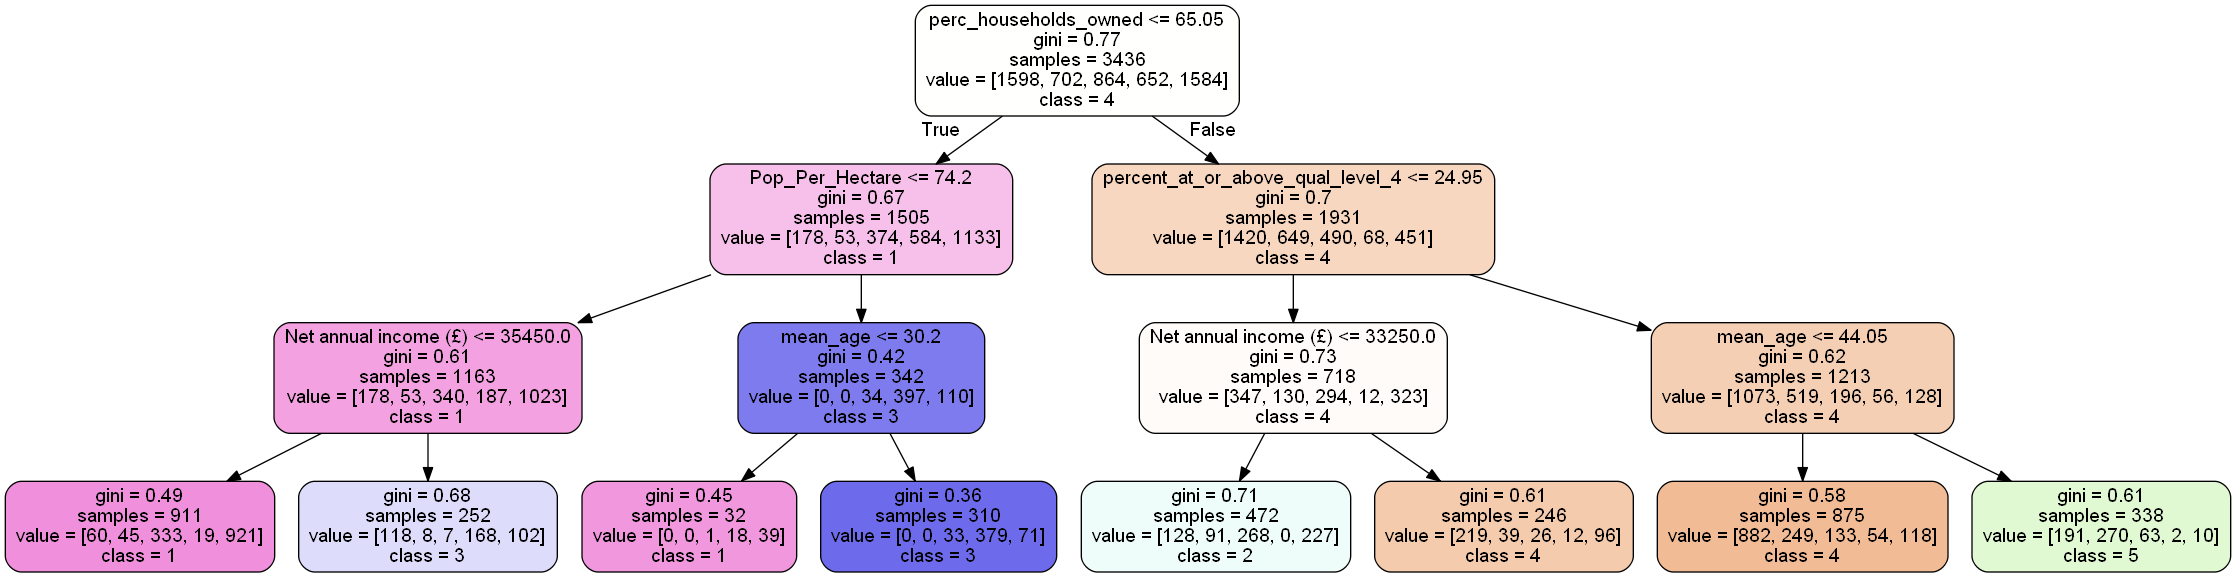 perc_households_owned <= 65.05
gini = 0.77
samples = 3436
value = [1598, 702, 864, 652, 1584]
class = 4
True
False
Pop_Per_Hectare <= 74.2
gini = 0.67
samples = 1505
value = [178, 53, 374, 584, 1133]
class = 1
percent_at_or_above_qual_level_4 <= 24.95
gini = 0.7
samples = 1931
value = [1420, 649, 490, 68, 451]
class = 4
Net annual income (£) <= 35450.0
gini = 0.61
samples = 1163
value = [178, 53, 340, 187, 1023]
class = 1
mean_age <= 30.2
gini = 0.42
samples = 342
value = [0, 0, 34, 397, 110]
class = 3
Net annual income (£) <= 33250.0
gini = 0.73
samples = 718
value = [347, 130, 294, 12, 323]
class = 4
mean_age <= 44.05
gini = 0.62
samples = 1213
value = [1073, 519, 196, 56, 128]
class = 4
gini = 0.49
samples = 911
value = [60, 45, 333, 19, 921]
class = 1
gini = 0.68
samples = 252
value = [118, 8, 7, 168, 102]
class = 3
gini = 0.45
samples = 32
value = [0, 0, 1, 18, 39]
class = 1
gini = 0.36
samples = 310
value = [0, 0, 33, 379, 71]
class = 3
gini = 0.71
samples = 472
value = [128, 91, 268, 0, 227]
class = 2
gini = 0.61
samples = 246
value = [219, 39, 26, 12, 96]
class = 4
gini = 0.58
samples = 875
value = [882, 249, 133, 54, 118]
class = 4
gini = 0.61
samples = 338
value = [191, 270, 63, 2, 10]
class = 5